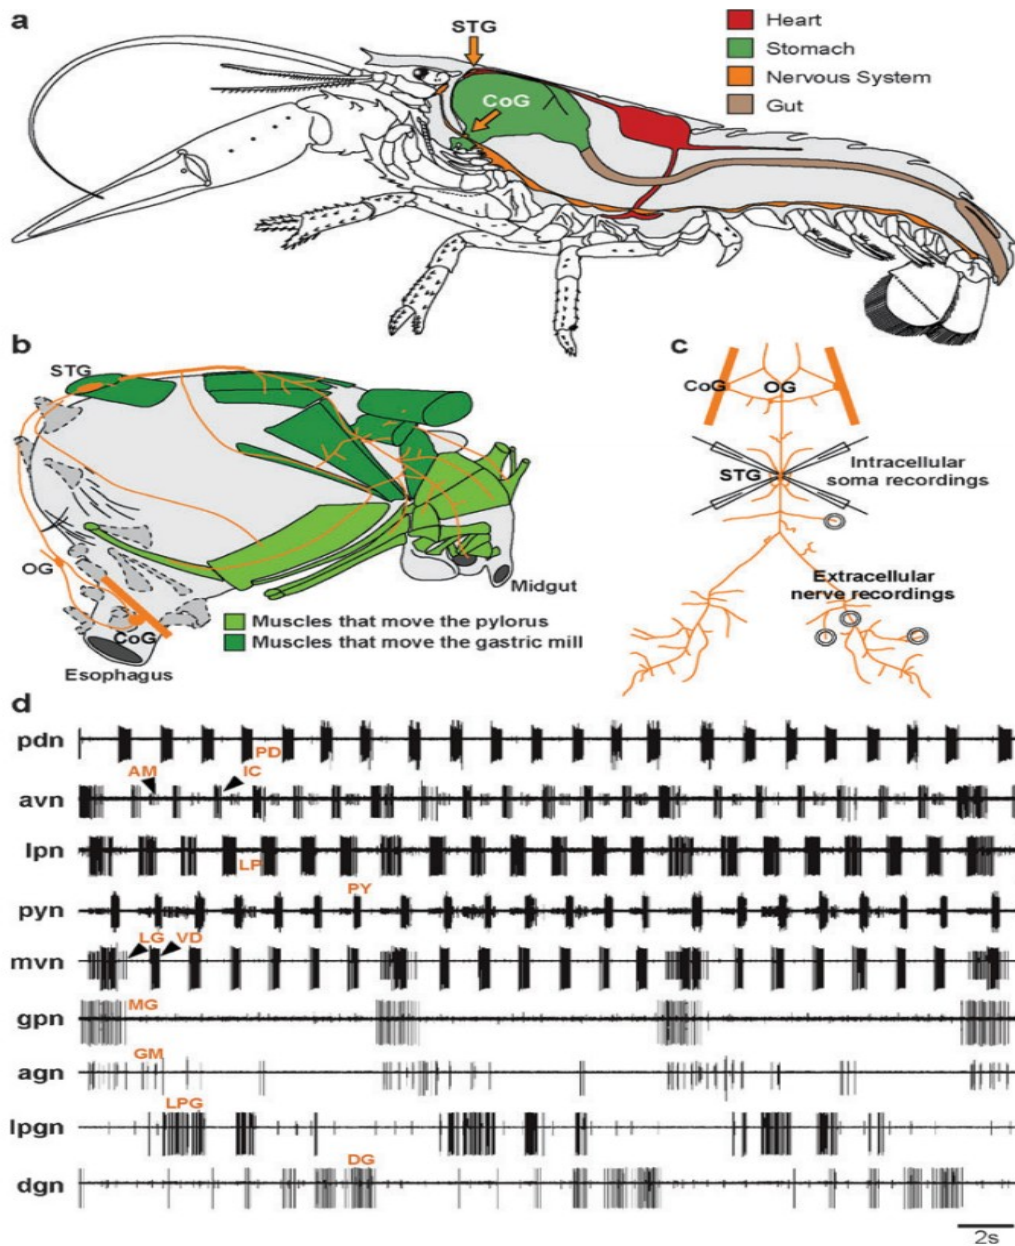 a
STG
CoG
Heart
Stomach
Nervous System
Gut
b
STG
OG
CoG
Esophagus
Midgut
Muscles that move the pylorus
Muscles that move the gastric mill
c
CoG
OG
STG
Intracellular
soma recordings
Extracellular
nerve recordings
d
pdn
PD
AM
IC
avn
lpn
LP
PY
pyn
LG
VD
mvn
MG
gpn
GM
agn
LPG
lpgn
DG
dgn
2s